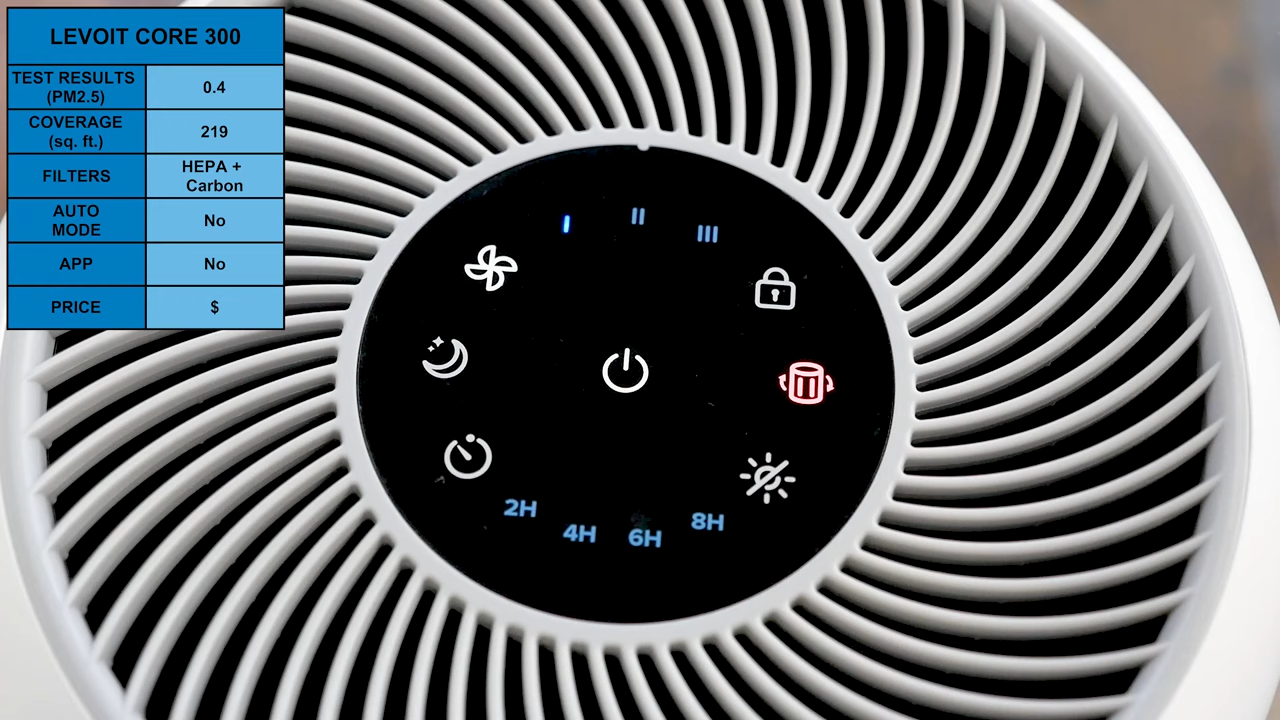 LEVOIT CORE 300
TEST RESULTS
(PM2.5)
0.4
COVERAGE
(sq. ft.)
219
FILTERS
HEPA +
Carbon
AUTO
MODE
No
APP
No
PRICE
$
I
II
III
2H
4H
6H
8H